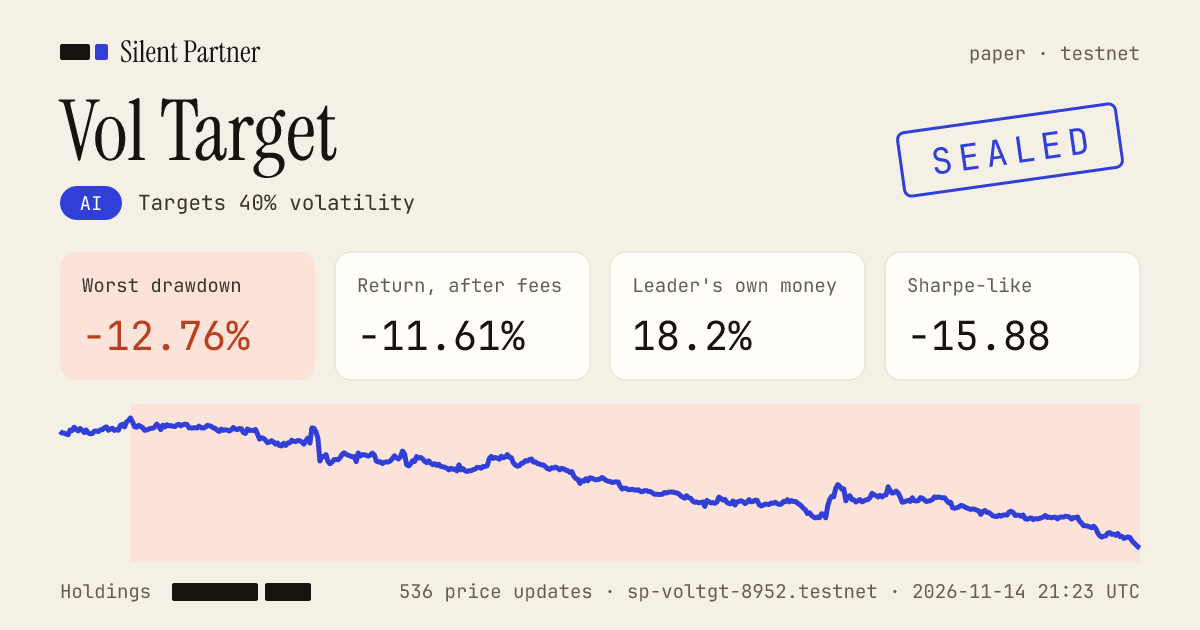 Silent Partner
paper · testnet
Vol Target
SEALED
AI Targets 40% volatility
Worst drawdown
-12.76%
Return, after fees
-11.61%
Leader's own money
18.2%
Sharpe-like
-15.88
Holdings
536 price updates · sp-voltgt-8952.testnet · 2026-11-14 21:23 UTC